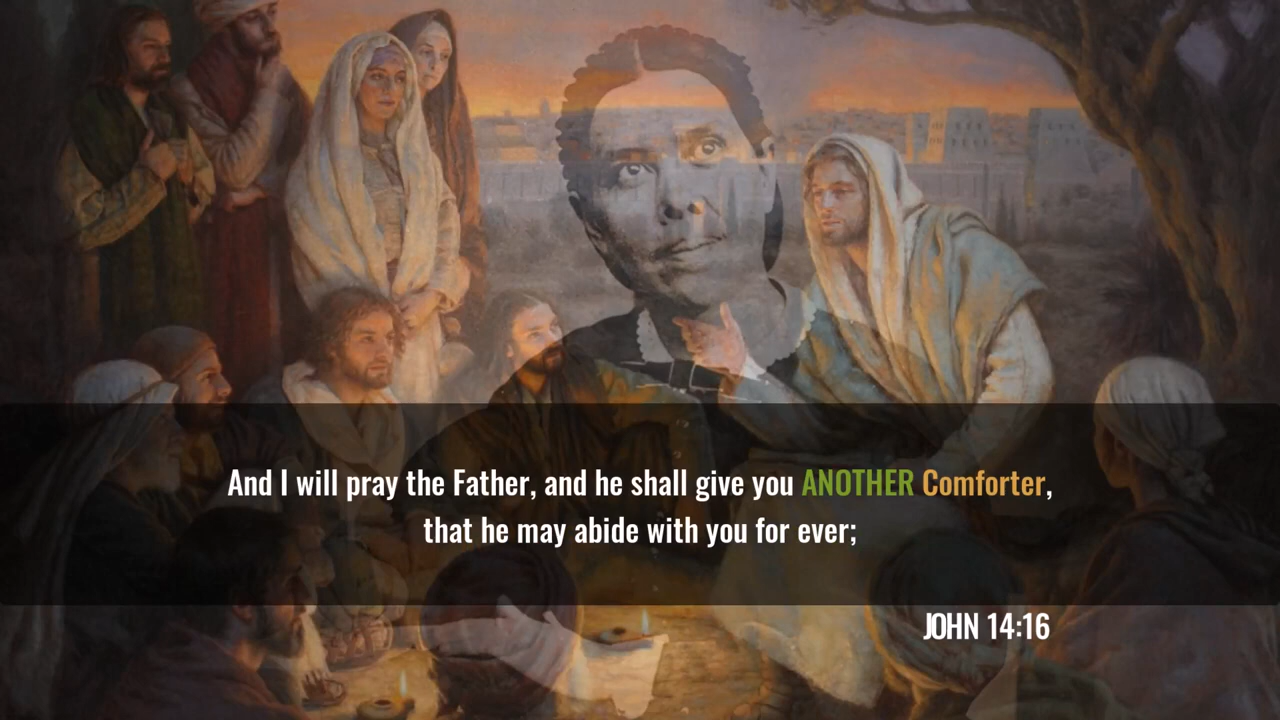 And I will pray the Father, and he shall give you ANOTHER Comforter,
that he may abide with you for ever;
JOHN 14:16